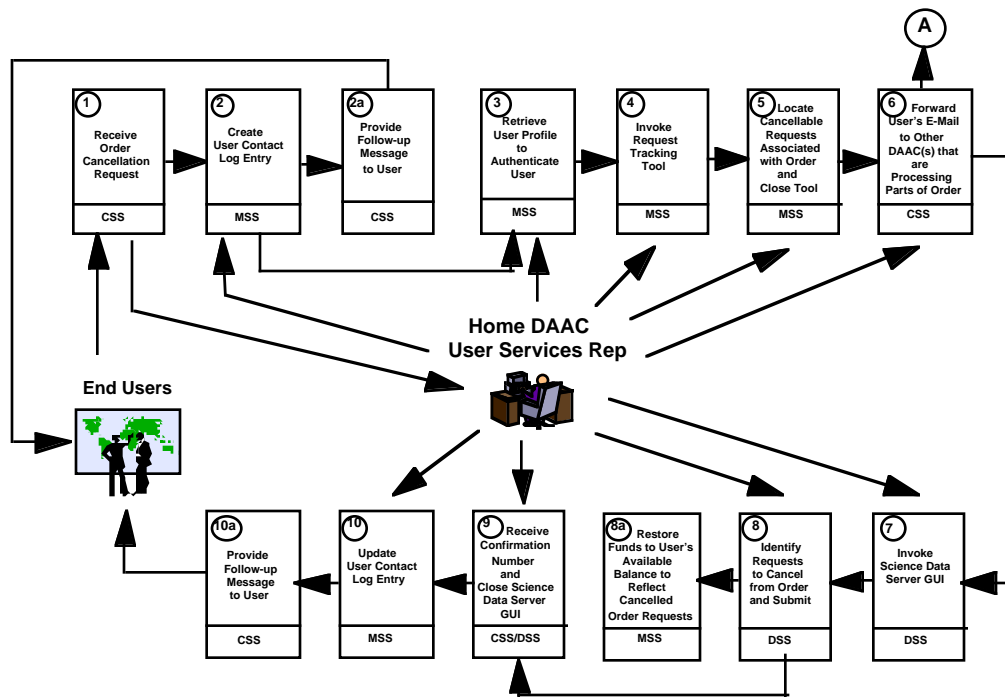 A
1
Receive
Order
Cancellation
Request
CSS
2
Create
User Contact
Log Entry
MSS
2a
Provide
Follow-up
Message
to User
CSS
3
Retrieve
User Profile
to
Authenticate
User
MSS
4
Invoke
Request
Tracking
Tool
MSS
5
Locate
Cancellable
Requests
Associated
with Order
and
Close Tool
MSS
6
Forward
User's E-Mail
to Other
DAAC(s) that
are
Processing
Parts of Order
CSS
Home DAAC
User Services Rep
End Users
10a
Provide
Follow-up
Message
to User
CSS
10
Update
User Contact
Log Entry
MSS
9
Receive
Confirmation
Number
and
Close Science
Data Server
GUI
CSS/DSS
8a
Restore
Funds to User's
Available
Balance to
Reflect
Cancelled
Order Requests
MSS
8
Identify
Requests
to Cancel
from Order
and Submit
DSS
7
Invoke
Science Data
Server GUI
DSS